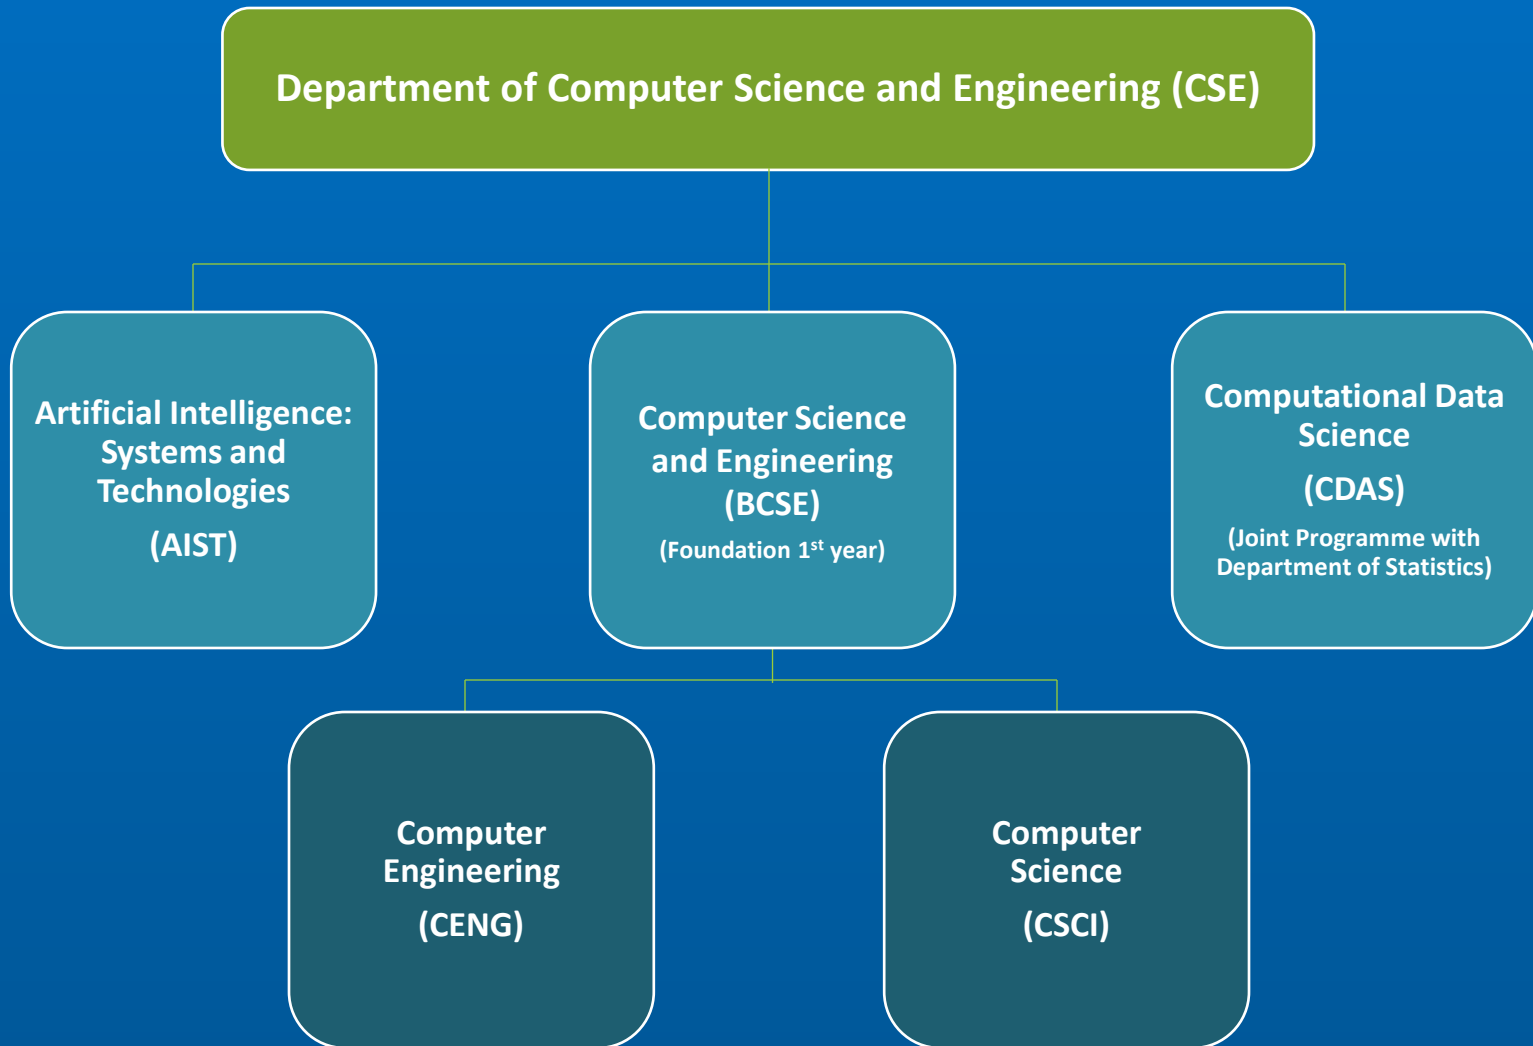 Department of Computer Science and Engineering (CSE)
Artificial Intelligence:
Systems and
Technologies
(AIST)
Computer Science
and Engineering
(BCSE)
(Foundation 1st year)
Computational Data
Science
(CDAS)
(Joint Programme with
Department of Statistics)
Computer
Engineering
(CENG)
Computer
Science
(CSCI)